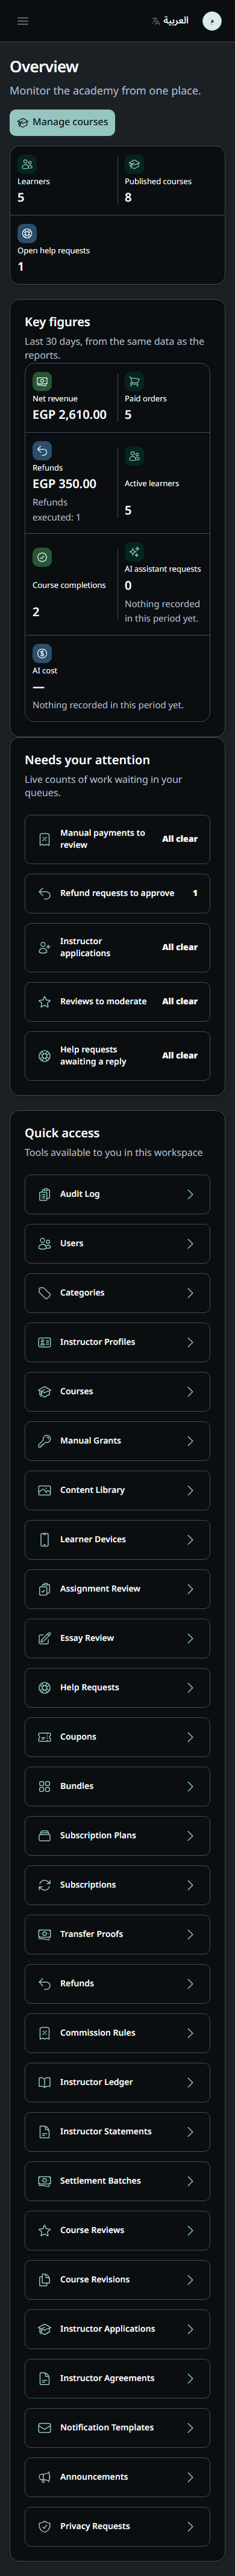 العربية
م
Overview
Monitor the academy from one place.
Manage courses
Learners
5
Published courses
8
Open help requests
1
Key figures
Last 30 days, from the same data as the
reports.
Net revenue
EGP 2,610.00
Paid orders
5
Refunds
EGP 350.00
Refunds
executed: 1
Active learners
5
Course completions
2
AI assistant requests
0
Nothing recorded
in this period yet.
AI cost
—
Nothing recorded in this period yet.
Needs your attention
Live counts of work waiting in your
queues.
Manual payments to
review
All clear
Refund requests to approve
1
Instructor
applications
All clear
Reviews to moderate
All clear
Help requests
awaiting a reply
All clear
Quick access
Tools available to you in this workspace
Audit Log
Users
Categories
Instructor Profiles
Courses
Manual Grants
Content Library
Learner Devices
Assignment Review
Essay Review
Help Requests
Coupons
Bundles
Subscription Plans
Subscriptions
Transfer Proofs
Refunds
Commission Rules
Instructor Ledger
Instructor Statements
Settlement Batches
Course Reviews
Course Revisions
Instructor Applications
Instructor Agreements
Notification Templates
Announcements
Privacy Requests